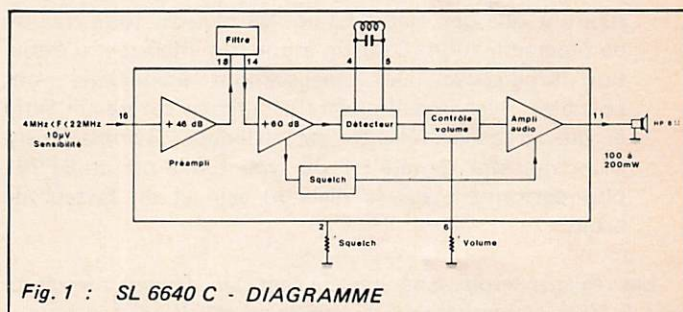 Filtre
18 14
4 5
4MHz<F<22MHz
10µV
Sensibilité
16
+ 46 dB
Préampli
+ 60 dB
Détecteur
Contrôle
volume
Ampli
audio
11
HP 8 Ω
100 à
200mW
Squelch
2
Squelch
6
Volume
Fig. 1 : SL 6640 C - DIAGRAMME